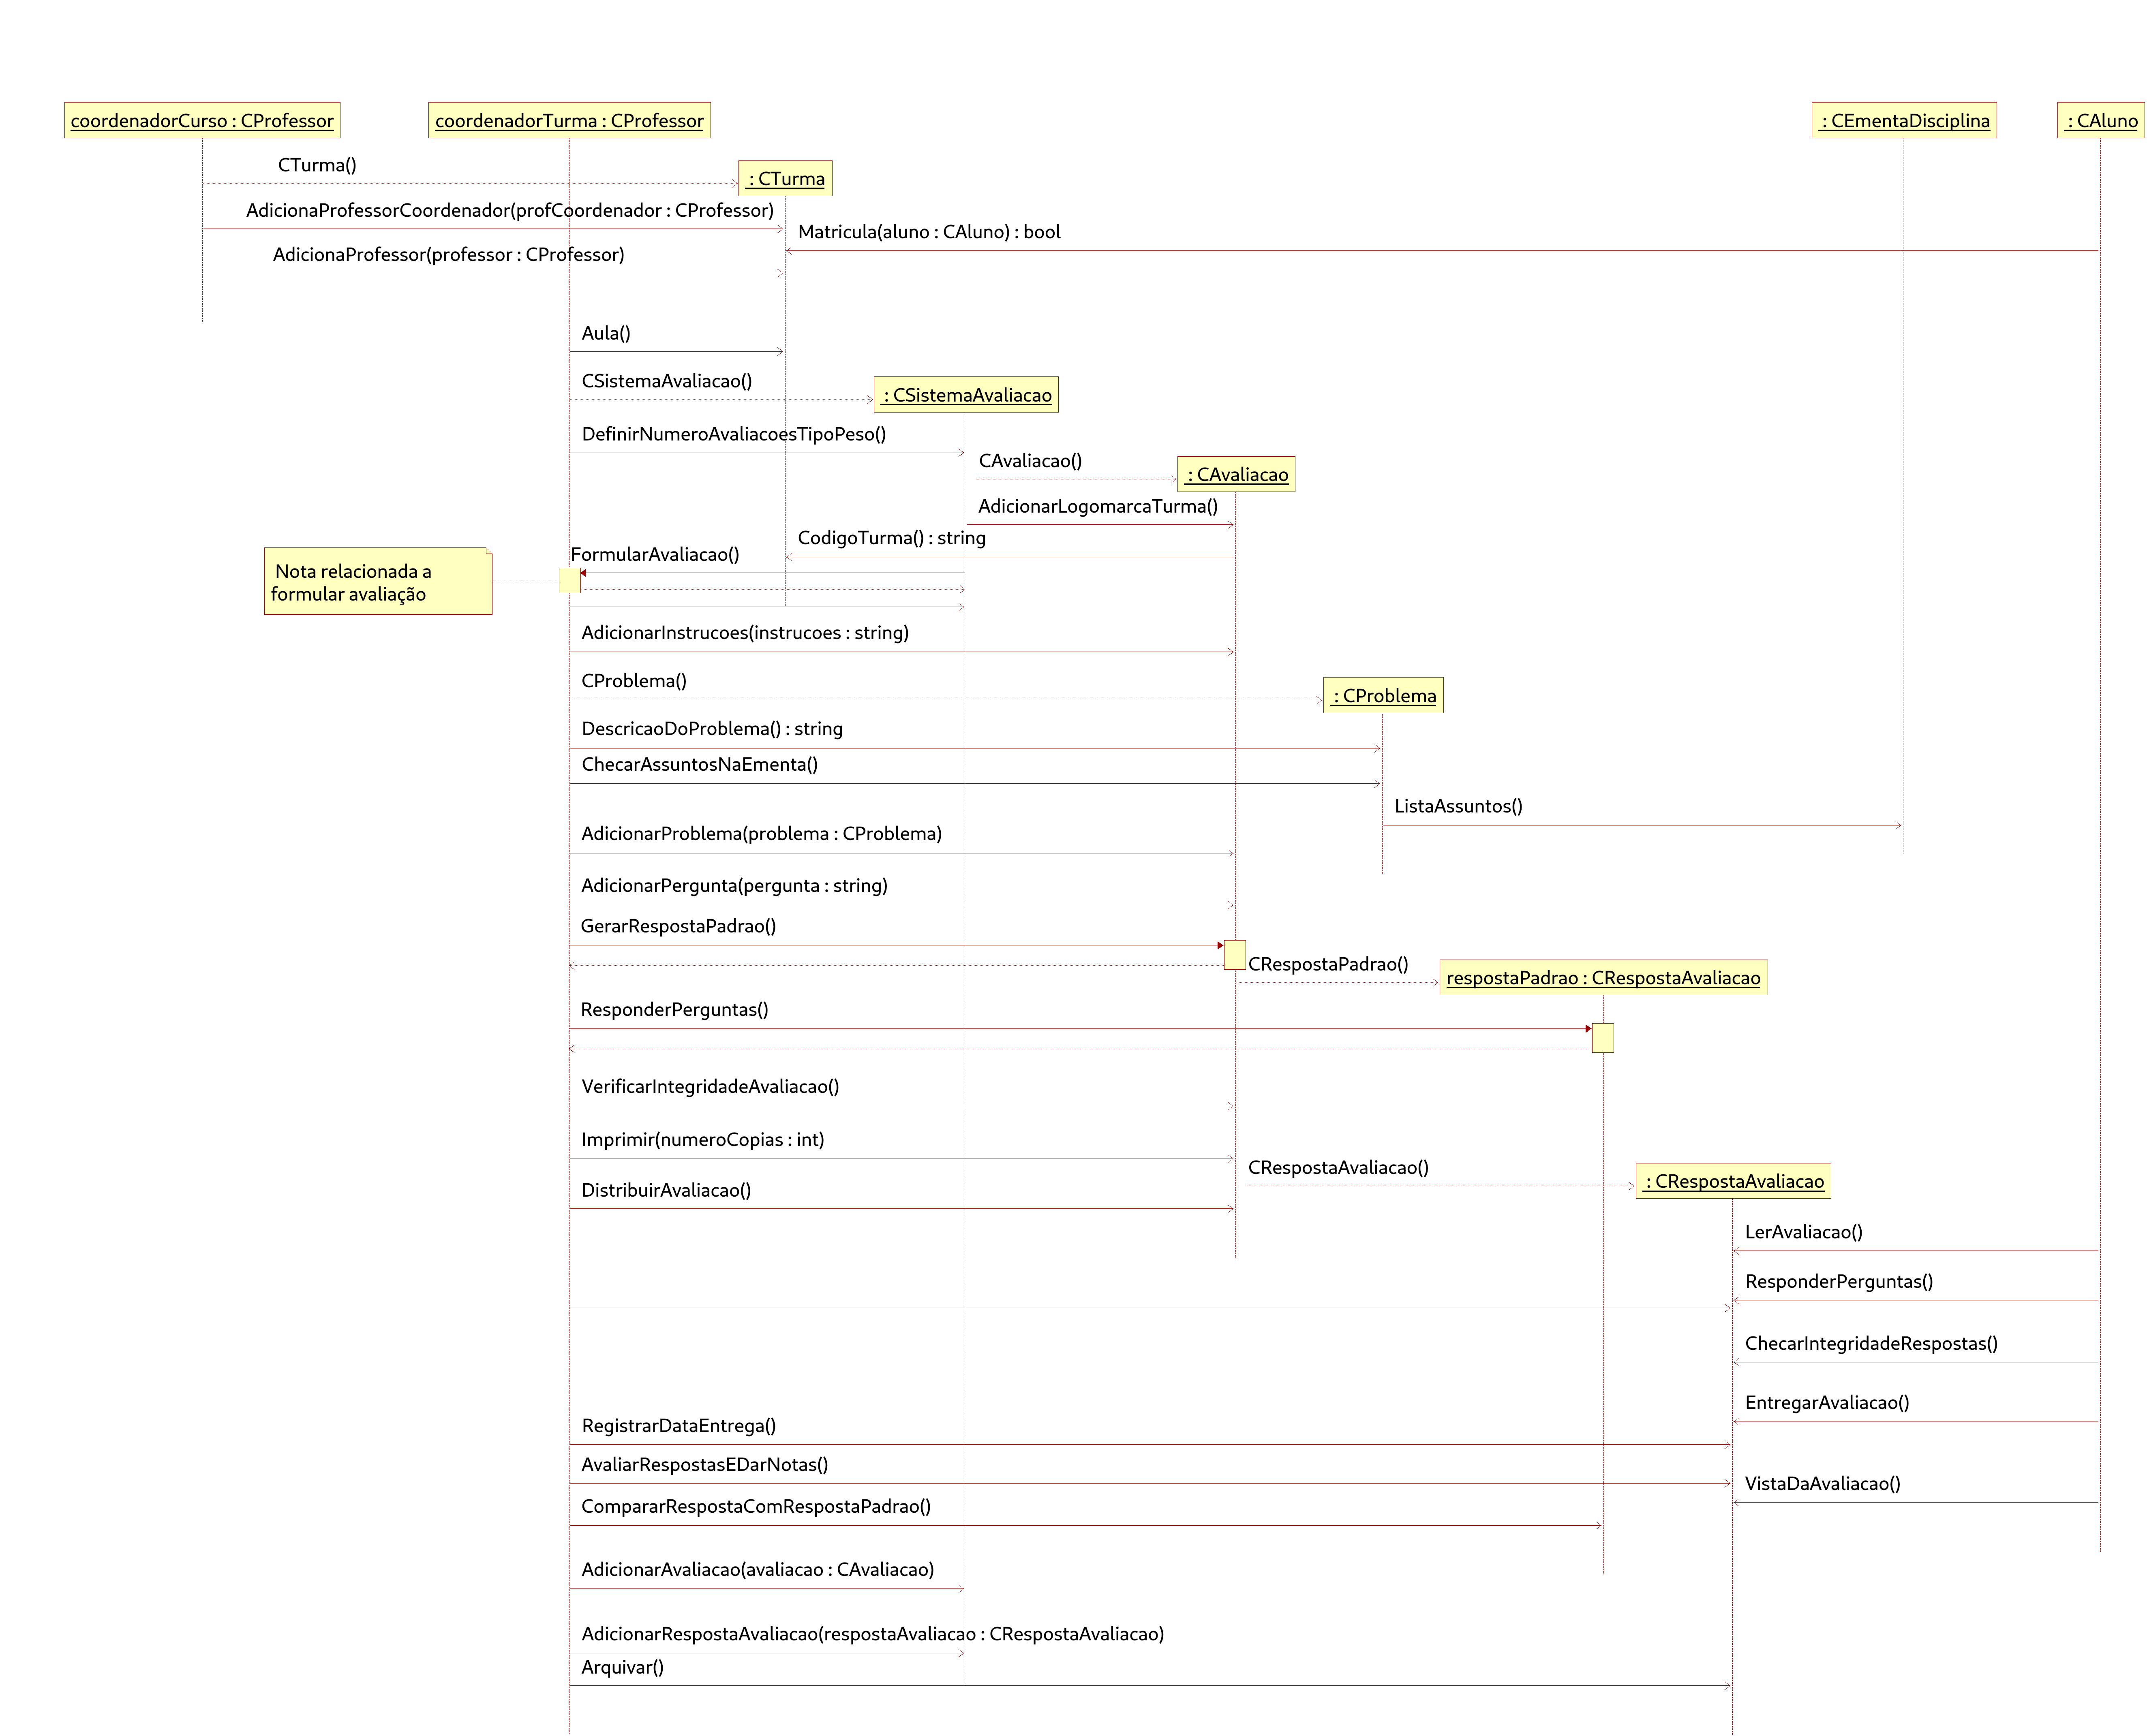 coordenadorCurso : CProfessor
coordenadorTurma : CProfessor
: CEmentaDisciplina
: CAluno
CTurma()
: CTurma
AdicionaProfessorCoordenador(profCoordenador : CProfessor)
Matricula(aluno : CAluno) : bool
AdicionaProfessor(professor : CProfessor)
Aula()
CSistemaAvaliacao()
: CSistemaAvaliacao
DefinirNumeroAvaliacoesTipoPeso()
CAvaliacao()
: CAvaliacao
AdicionarLogomarcaTurma()
CodigoTurma() : string
FormularAvaliacao()
Nota relacionada a
formular avaliação
AdicionarInstrucoes(instrucoes : string)
CProblema()
: CProblema
DescricaoDoProblema() : string
ChecarAssuntosNaEmenta()
ListaAssuntos()
AdicionarProblema(problema : CProblema)
AdicionarPergunta(pergunta : string)
GerarRespostaPadrao()
CRespostaPadrao()
respostaPadrao : CRespostaAvaliacao
ResponderPerguntas()
VerificarIntegridadeAvaliacao()
Imprimir(numeroCopias : int)
CRespostaAvaliacao()
: CRespostaAvaliacao
DistribuirAvaliacao()
LerAvaliacao()
ResponderPerguntas()
ChecarIntegridadeRespostas()
EntregarAvaliacao()
RegistrarDataEntrega()
AvaliarRespostasEDarNotas()
VistaDaAvaliacao()
CompararRespostaComRespostaPadrao()
AdicionarAvaliacao(avaliacao : CAvaliacao)
AdicionarRespostaAvaliacao(respostaAvaliacao : CRespostaAvaliacao)
Arquivar()